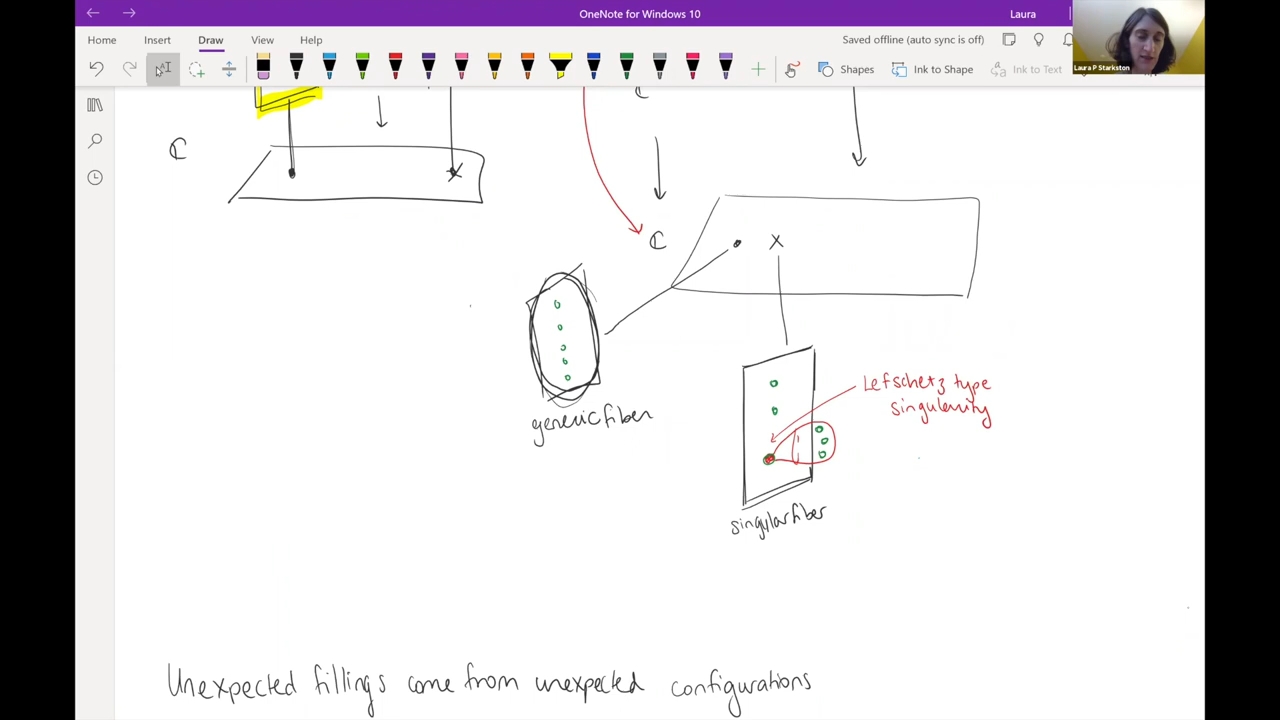 OneNote for Windows 10
Laura
Home Insert Draw View Help
Saved offline (auto sync is off)
Shapes Ink to Shape Ink to Text
Laura P Starkston
ℂ
ℂ
ℂ
x
x
generic fiber
Lefschetz type
singularity
singular fiber
Unexpected fillings come from unexpected configurations